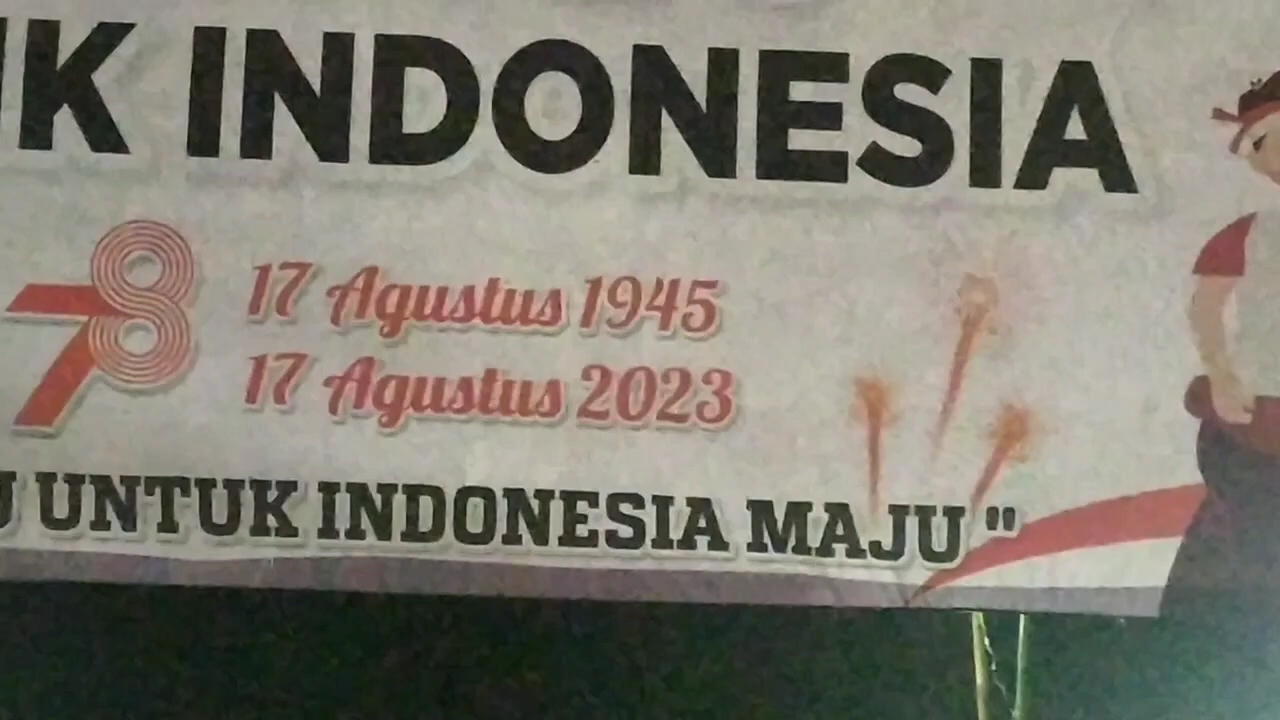 INDONESIA
78
17 Agustus 1945
17 Agustus 2023
UNTUK INDONESIA MAJU "